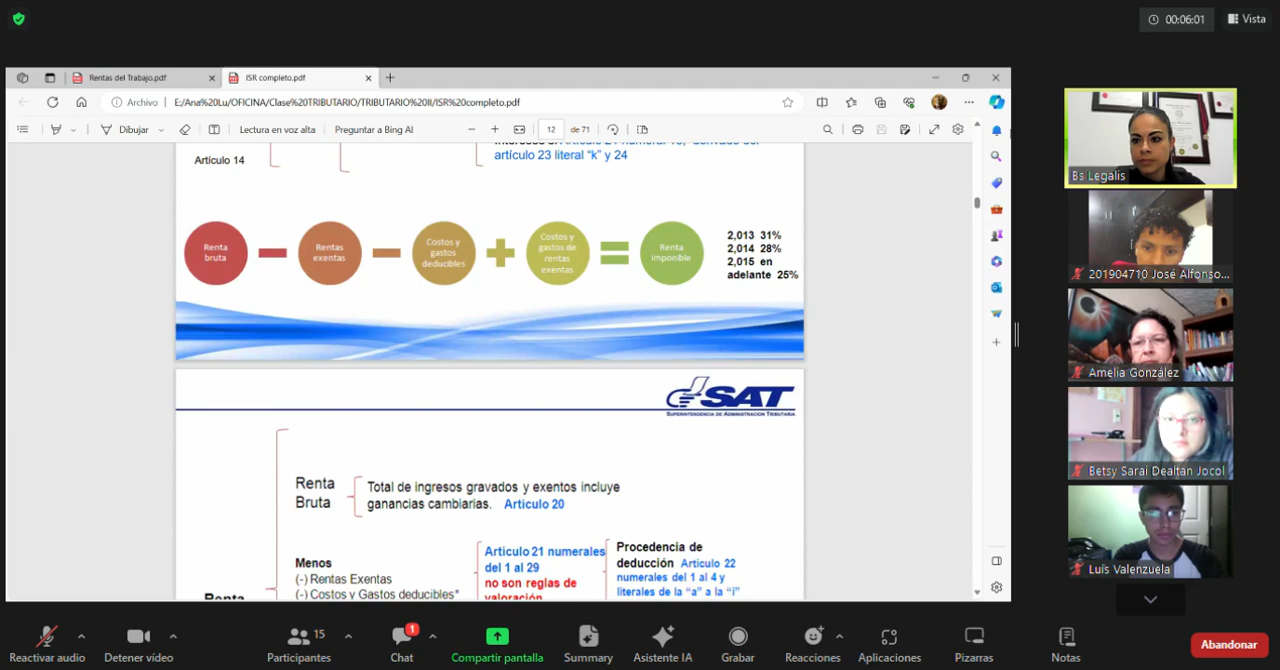 00:06:01
Vista
Rentas del Trabajo.pdf
ISR completo.pdf
Archivo
E:/Ana%20Lu/OFICINA/Clase%20TRIBUTARIO/TRIBUTARIO%20II/ISR%20completo.pdf
Dibujar
Lectura en voz alta
Preguntar a Bing AI
12
de 71
Artículo 14
artículo 23 literal “k” y 24
Renta
bruta
Rentas
exentas
Costos y
gastos
deducibles
Costos y
gastos de
rentas
exentas
Renta
imponible
2,013 31%
2,014 28%
2,015 en
adelante 25%
SAT
SUPERINTENDENCIA DE ADMINISTRACION TRIBUTARIA
Renta
Bruta
Total de ingresos gravados y exentos incluye
ganancias cambiarias. Articulo 20
Menos
(-) Rentas Exentas
(-) Costos y Gastos deducibles*
Renta
Articulo 21 numerales
del 1 al 29
no son reglas de
valoración
Procedencia de
deducción Articulo 22
numerales del 1 al 4 y
literales de la “a” a la “i”
Bs Legalis
201904710 José Alfonso...
Amelia González
Betsy Sarai Dealtán Jocol
Luis Valenzuela
Reactivar audio
Detener vídeo
15
Participantes
1
Chat
Compartir pantalla
Summary
Asistente IA
Grabar
Reacciones
Aplicaciones
Pizarras
Notas
Abandonar